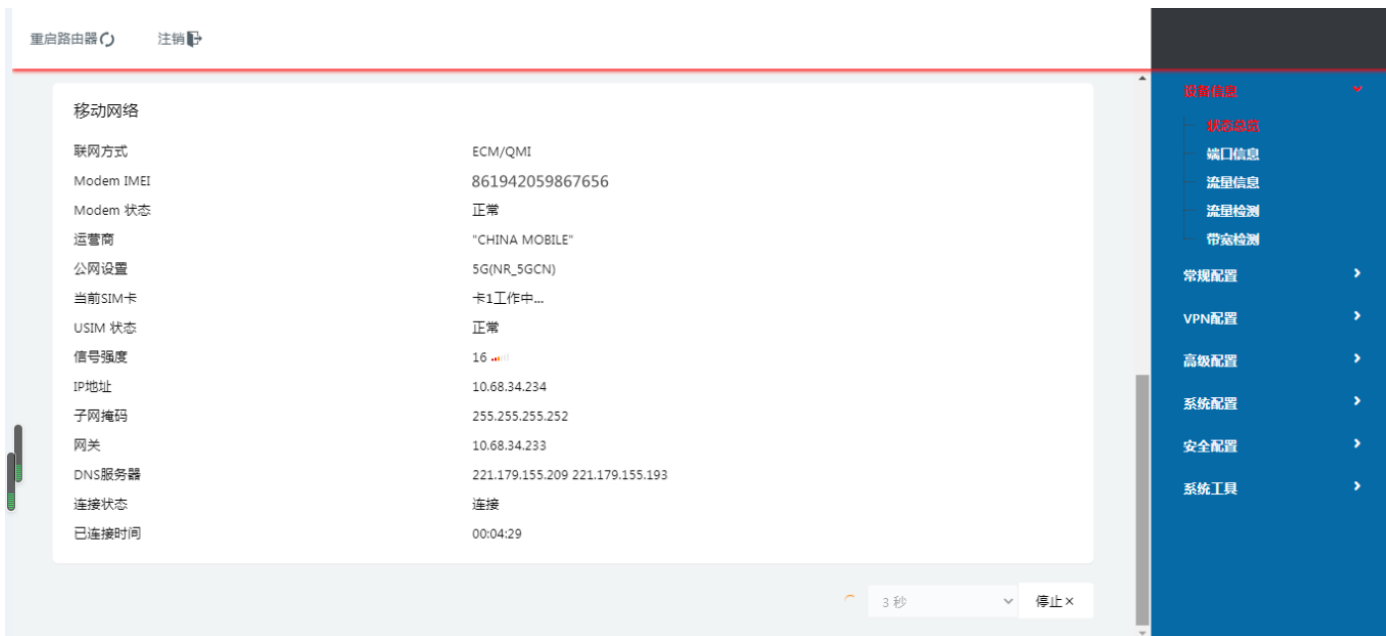 重启路由器 注销
移动网络
联网方式 ECM/QMI
Modem IMEI 861942059867656
Modem 状态 正常
运营商 "CHINA MOBILE"
公网设置 5G(NR_5GCN)
当前SIM卡 卡1工作中...
USIM 状态 正常
信号强度 16
IP地址 10.68.34.234
子网掩码 255.255.255.252
网关 10.68.34.233
DNS服务器 221.179.155.209 221.179.155.193
连接状态 连接
已连接时间 00:04:29
3 秒 停止×
设备信息
状态总览
端口信息
流量信息
流量检测
带宽检测
常规配置
VPN配置
高级配置
系统配置
安全配置
系统工具